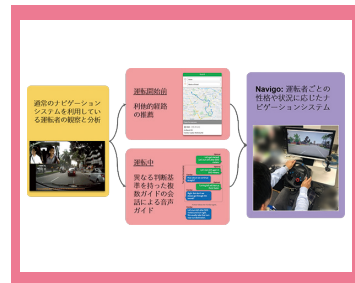 通常のナビゲーション
システムを利用してい
る運転者の観察と分析
運転開始前
利他的経路
の推薦
運転中
異なる判断基
準を持った複
数ガイドの会
話による音声
ガイド
Navigo: 運転者ごとの
性格や状況に応じたナ
ビゲーションシステム